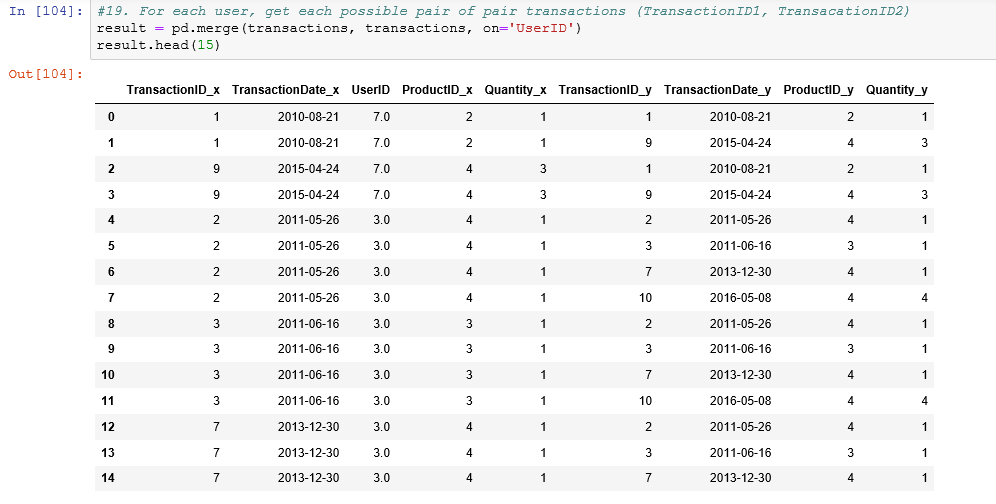 In [104]: #19. For each user, get each possible pair of pair transactions (TransactionID1, TransacationID2)
result = pd.merge(transactions, transactions, on='UserID')
result.head(15)
Out[104]:
TransactionID_x TransactionDate_x UserID ProductID_x Quantity_x TransactionID_y TransactionDate_y ProductID_y Quantity_y
0 1 2010-08-21 7.0 2 1 1 2010-08-21 2 1
1 1 2010-08-21 7.0 2 1 9 2015-04-24 4 3
2 9 2015-04-24 7.0 4 3 1 2010-08-21 2 1
3 9 2015-04-24 7.0 4 3 9 2015-04-24 4 3
4 2 2011-05-26 3.0 4 1 2 2011-05-26 4 1
5 2 2011-05-26 3.0 4 1 3 2011-06-16 3 1
6 2 2011-05-26 3.0 4 1 7 2013-12-30 4 1
7 2 2011-05-26 3.0 4 1 10 2016-05-08 4 4
8 3 2011-06-16 3.0 3 1 2 2011-05-26 4 1
9 3 2011-06-16 3.0 3 1 3 2011-06-16 3 1
10 3 2011-06-16 3.0 3 1 7 2013-12-30 4 1
11 3 2011-06-16 3.0 3 1 10 2016-05-08 4 4
12 7 2013-12-30 3.0 4 1 2 2011-05-26 4 1
13 7 2013-12-30 3.0 4 1 3 2011-06-16 3 1
14 7 2013-12-30 3.0 4 1 7 2013-12-30 4 1